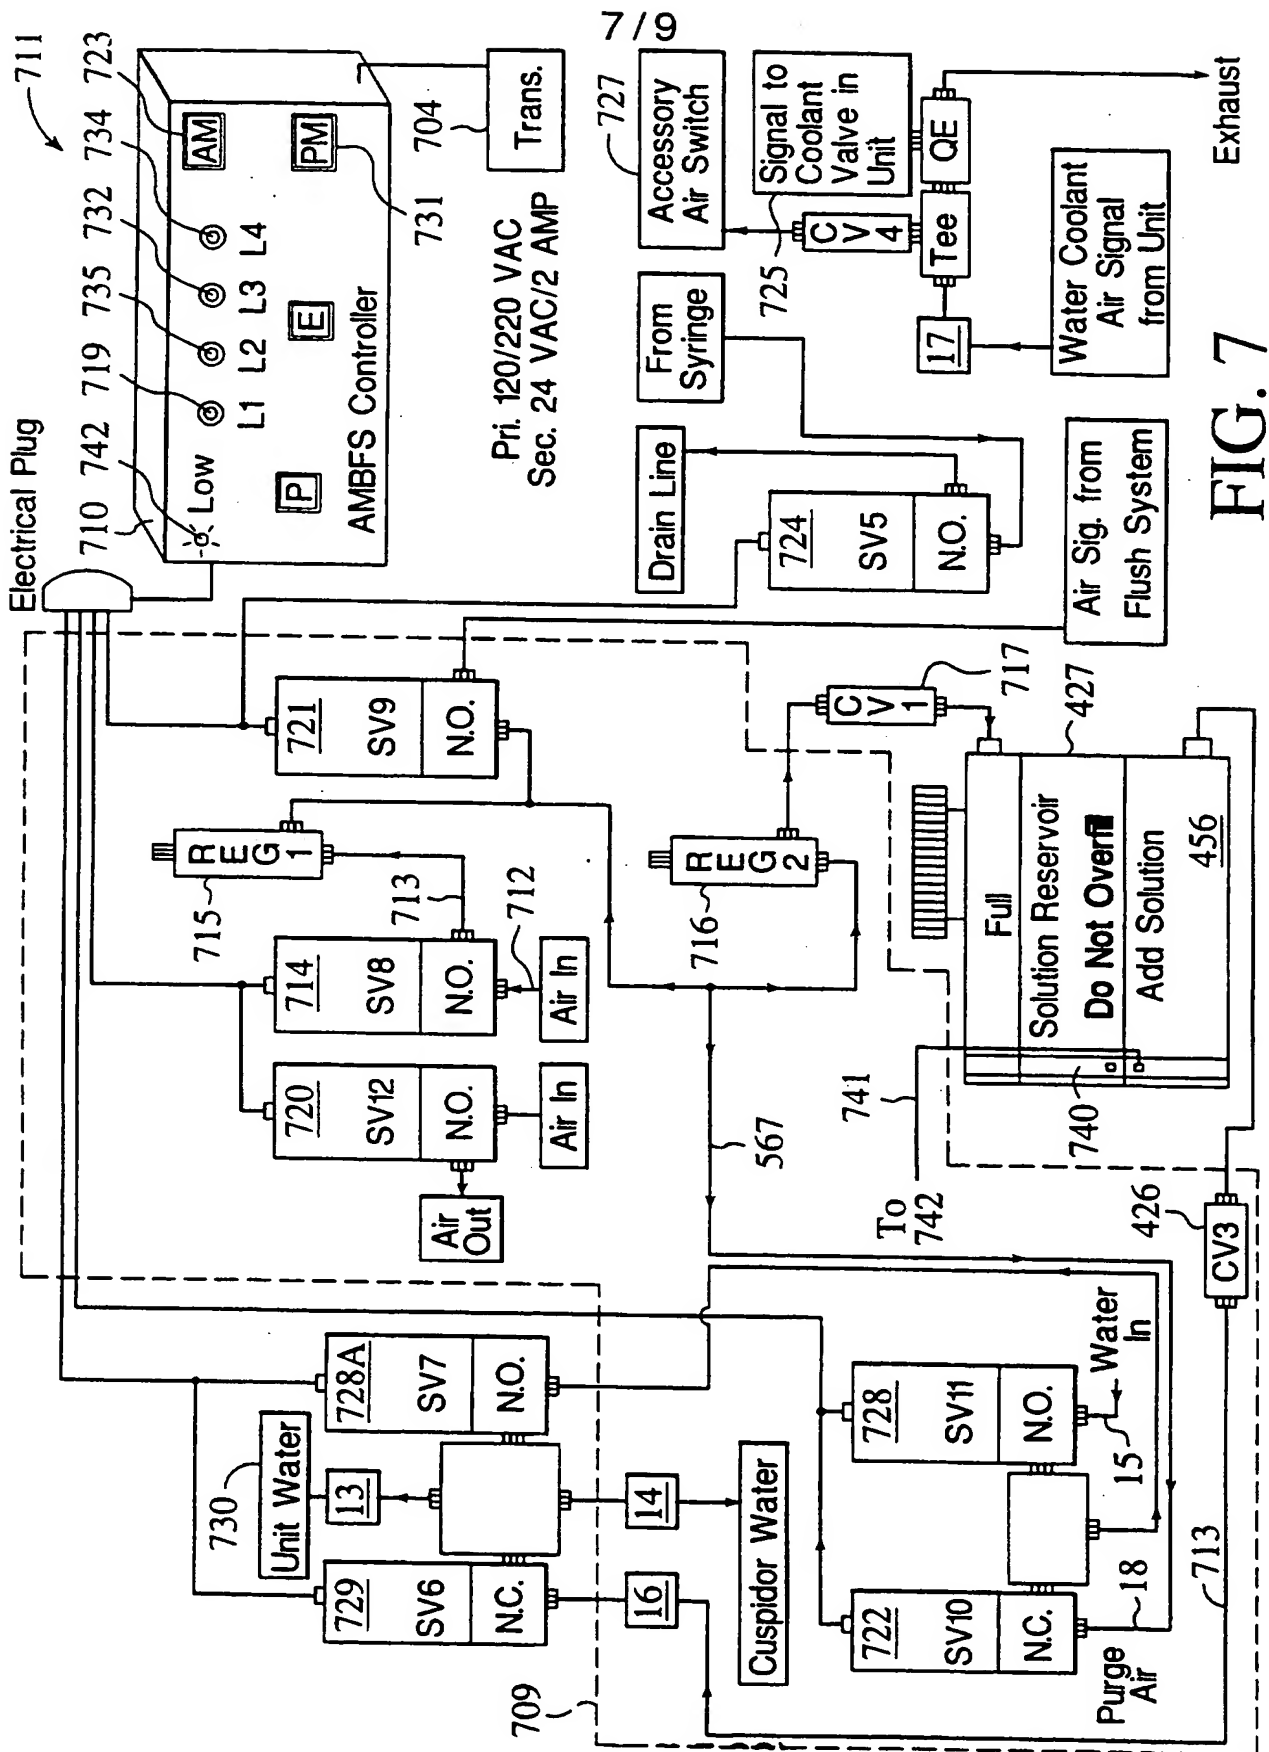 7/9
Electrical Plug
711
710
742
719
735
732
734
723
Low
L1
L2
L3
L4
AM
P
E
PM
AMBFS Controller
731
704
Trans.
Pri. 120/220 VAC
Sec. 24 VAC/2 AMP
730
Unit Water
729
SV6
N.C.
13
728A
SV7
N.O.
720
SV12
N.O.
Air
Out
Air In
714
SV8
N.O.
712
Air In
713
715
REG 1
721
SV9
N.O.
709
16
14
Cuspidor Water
567
716
REG 2
Drain Line
From
Syringe
727
Accessory
Air Switch
724
SV5
N.O.
725
CV4
Signal to
Coolant
Valve in
Unit
17
Tee
QE
722
SV10
N.C.
728
SV11
N.O.
To
742
741
CV1
717
Purge
Air
18
15
Water
In
740
Full
Solution Reservoir
Do Not Overfill
Add Solution
456
427
Air Sig. from
Flush System
Water Coolant
Air Signal
from Unit
Exhaust
713
CV3
426
FIG. 7